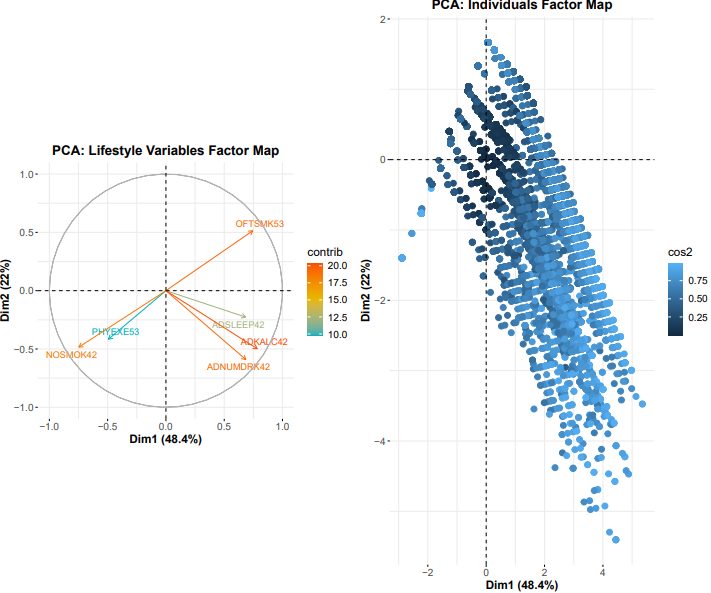 PCA: Lifestyle Variables Factor Map
1.0
0.5
0.0
−0.5
−1.0
Dim2 (22%)
OFTSMK53
ADSLEEP42
PHYEXE53
ADKALC42
NOSMOK42
ADNUMDRK42
−1.0 −0.5 0.0 0.5 1.0
Dim1 (48.4%)
contrib
20.0
17.5
15.0
12.5
10.0
PCA: Individuals Factor Map
2
0
−2
−4
Dim2 (22%)
−2 0 2 4
Dim1 (48.4%)
cos2
0.75
0.50
0.25